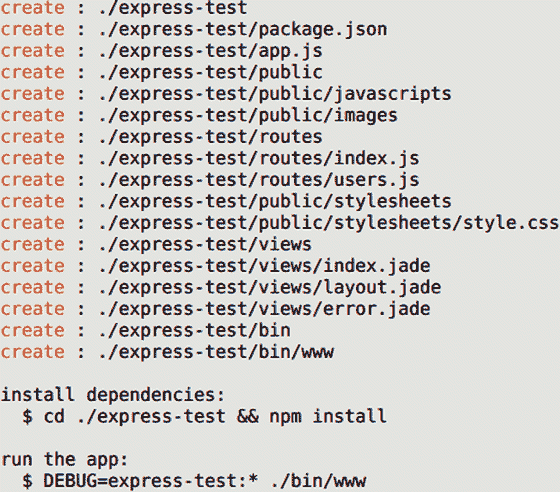 create : ./express-test
create : ./express-test/package.json
create : ./express-test/app.js
create : ./express-test/public
create : ./express-test/public/javascripts
create : ./express-test/public/images
create : ./express-test/routes
create : ./express-test/routes/index.js
create : ./express-test/routes/users.js
create : ./express-test/public/stylesheets
create : ./express-test/public/stylesheets/style.css
create : ./express-test/views
create : ./express-test/views/index.jade
create : ./express-test/views/layout.jade
create : ./express-test/views/error.jade
create : ./express-test/bin
create : ./express-test/bin/www
install dependencies:
$ cd ./express-test && npm install
run the app:
$ DEBUG=express-test:* ./bin/www